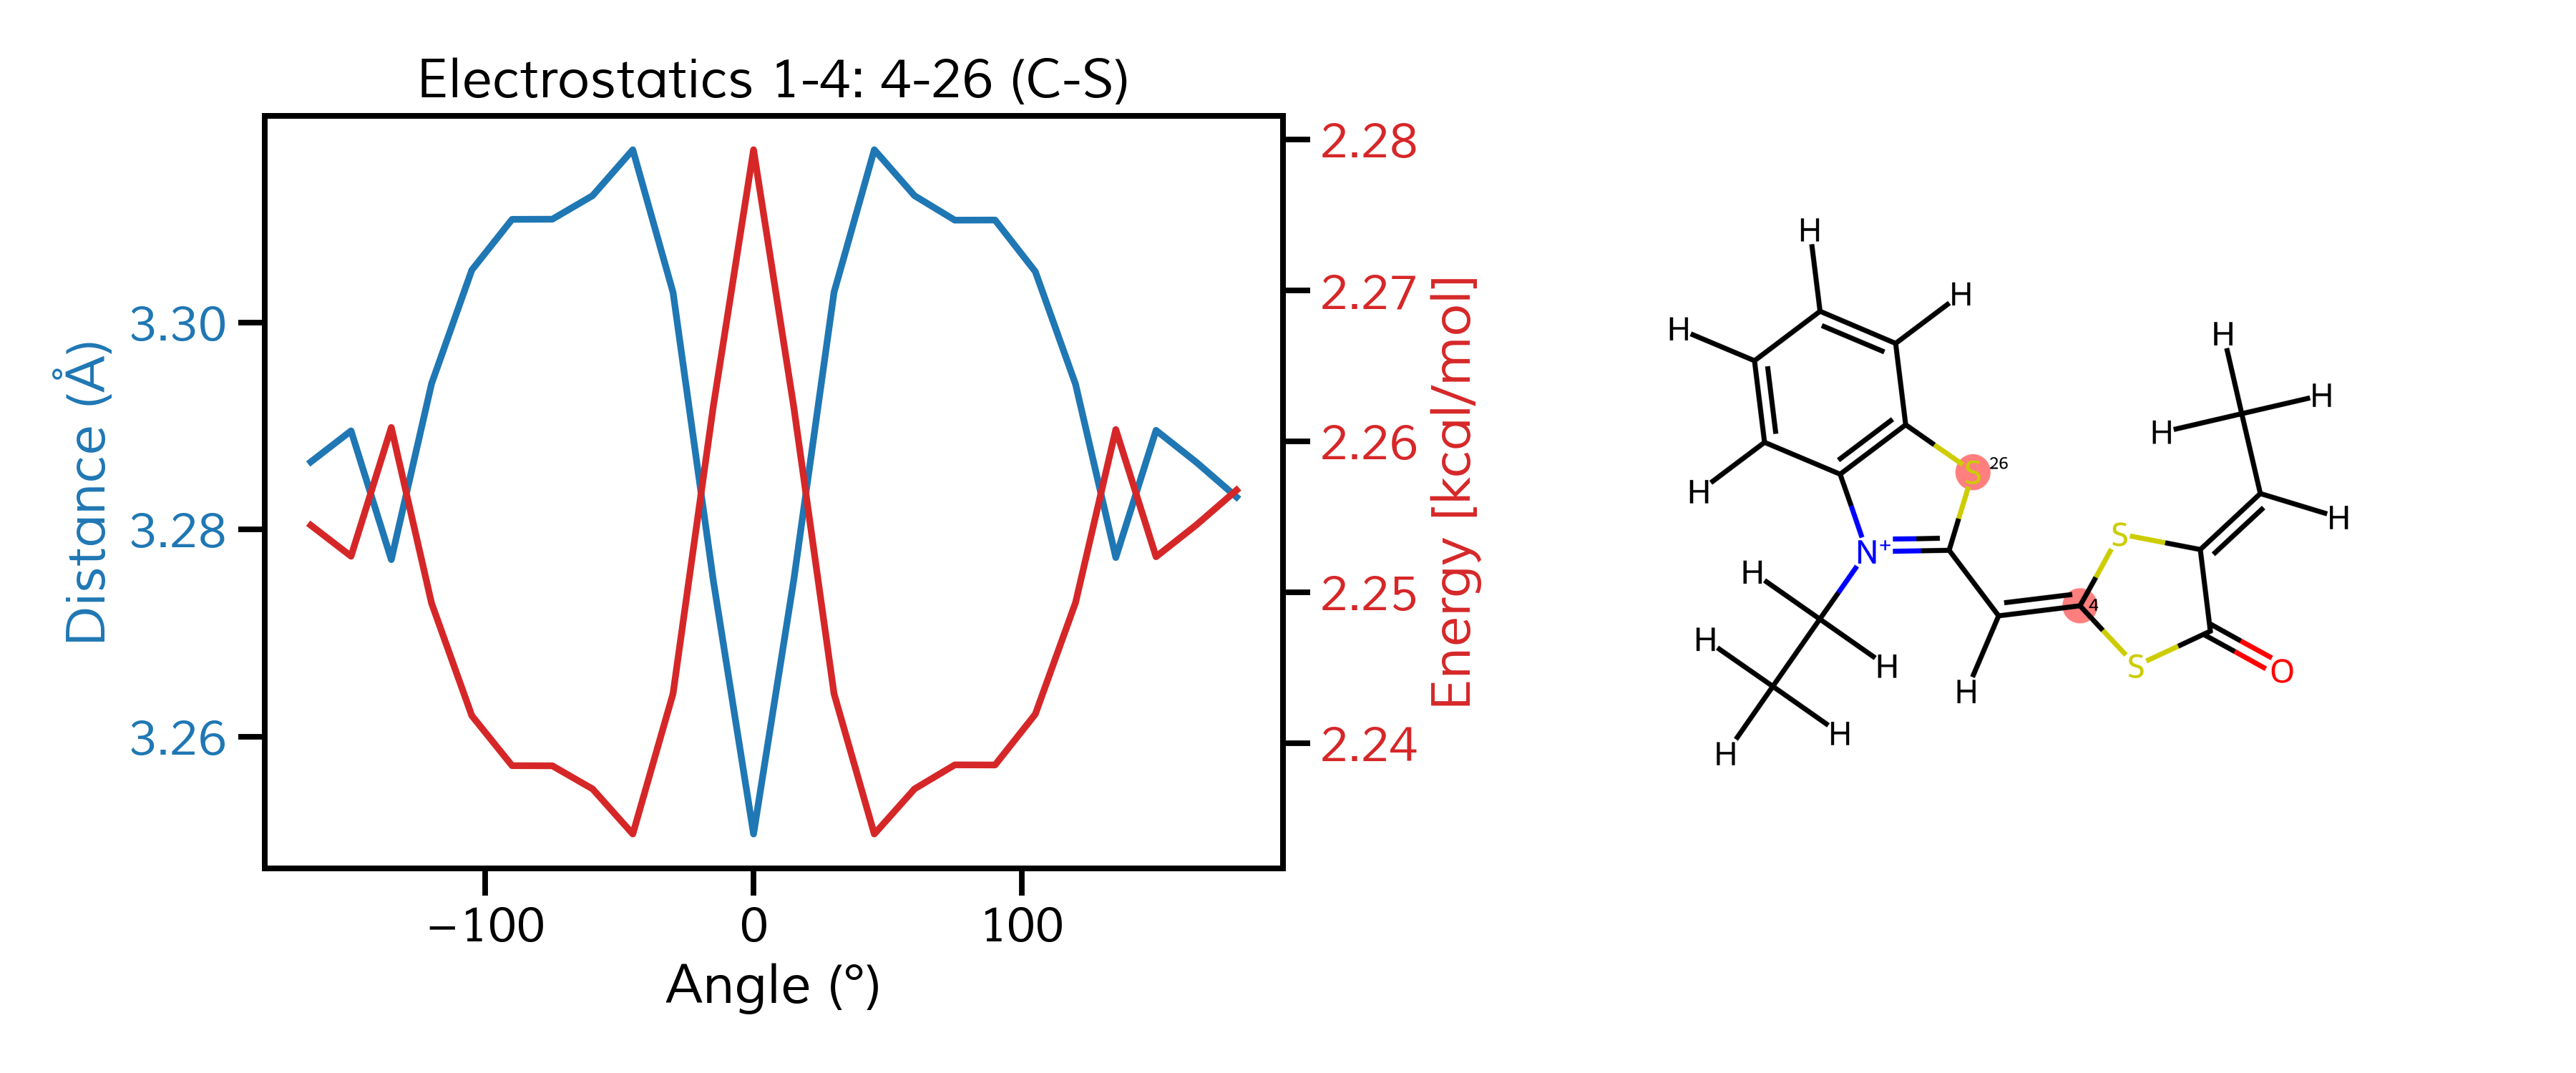 Electrostatics 1-4: 4-26 (C-S)
Distance (Å)
3.30
3.28
3.26
2.28
2.27
2.26
2.25
2.24
Energy [kcal/mol]
−100 0 100
Angle (°)
H
H
H
H
H
H
H
S 26
S
H
N+
H
4
H
H
S
O
H
H
H